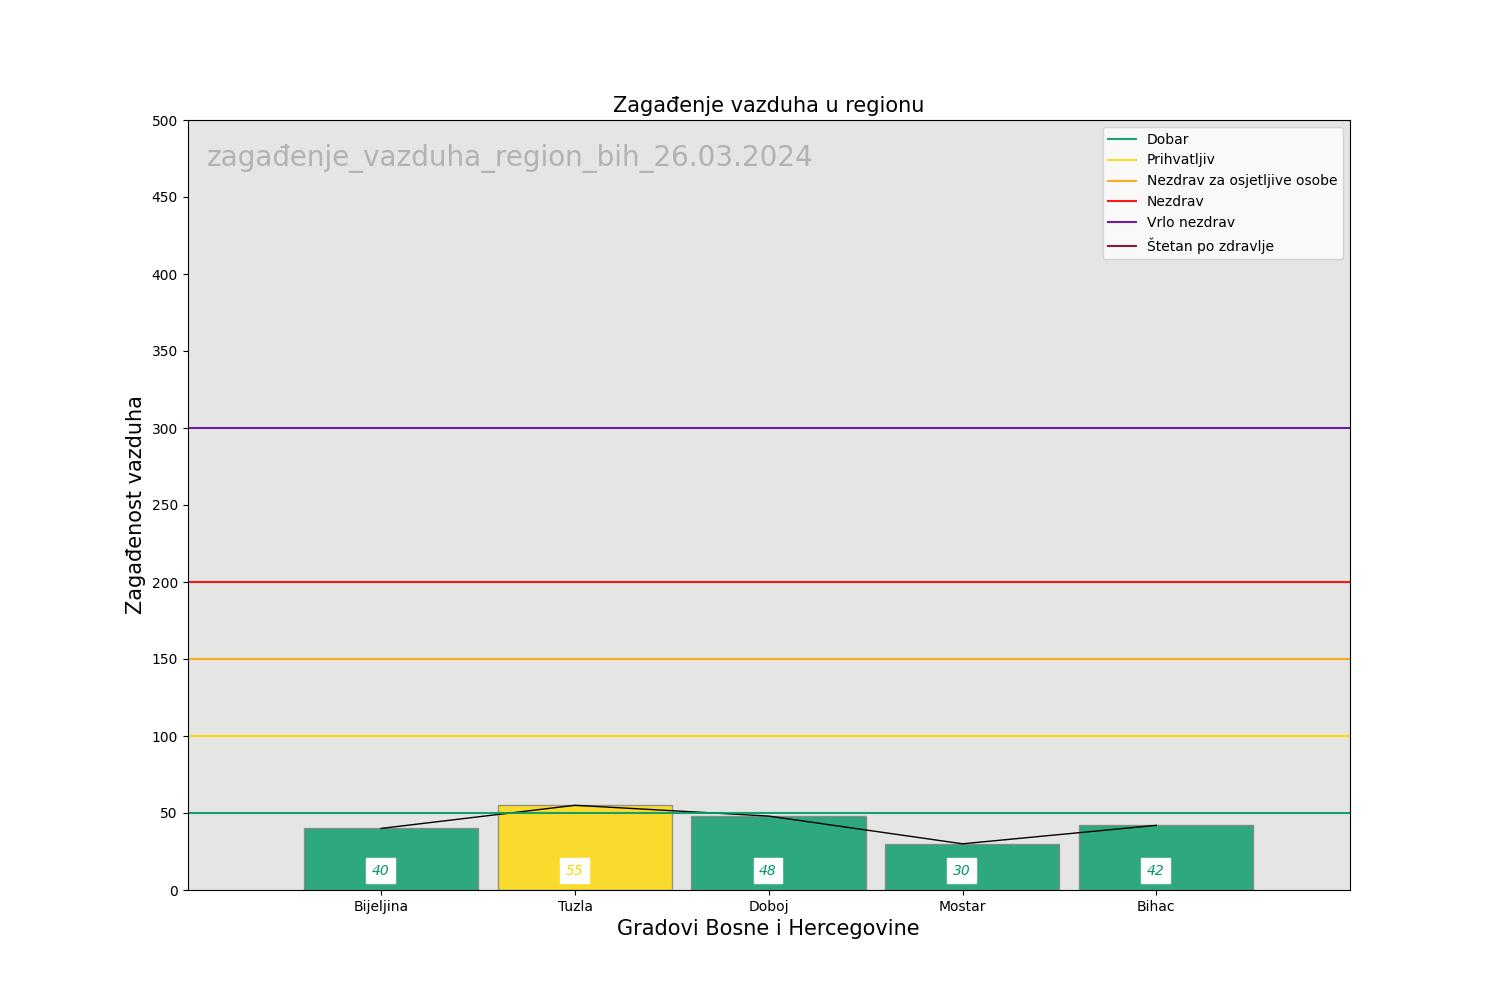 Zagađenje vazduha u regionu
zagađenje_vazduha_region_bih_26.03.2024
Dobar
Prihvatljiv
Nezdrav za osjetljive osobe
Nezdrav
Vrlo nezdrav
Štetan po zdravlje
Zagađenost vazduha
500
450
400
350
300
250
200
150
100
50
0
40
55
48
30
42
Bijeljina
Tuzla
Doboj
Mostar
Bihac
Gradovi Bosne i Hercegovine